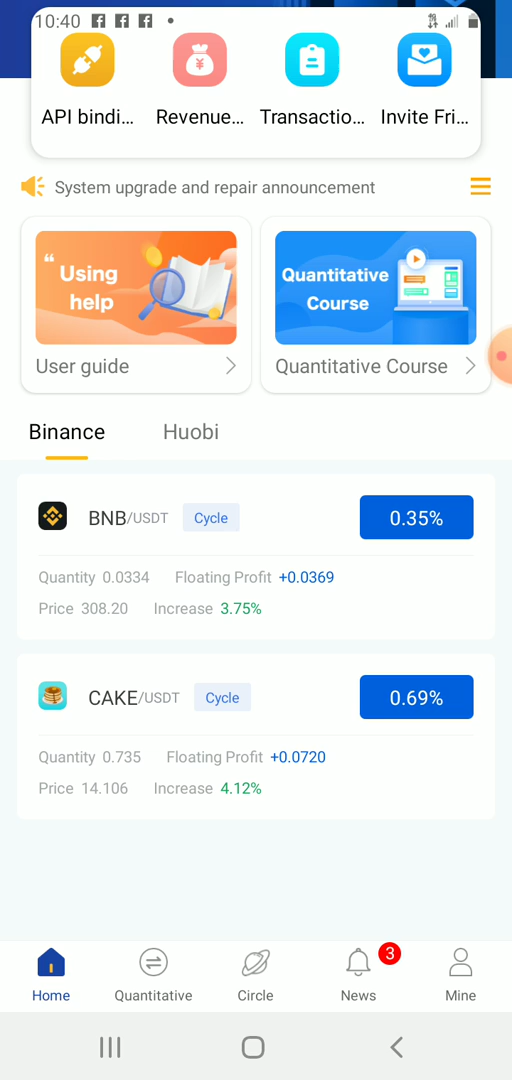 10:40
API bindi...
Revenue...
Transactio...
Invite Fri...
System upgrade and repair announcement
“ Using
help
User guide
Quantitative
Course
Quantitative Course
Binance
Huobi
BNB/USDT
Cycle
0.35%
Quantity 0.0334
Floating Profit +0.0369
Price 308.20
Increase 3.75%
CAKE/USDT
Cycle
0.69%
Quantity 0.735
Floating Profit +0.0720
Price 14.106
Increase 4.12%
3
Home
Quantitative
Circle
News
Mine